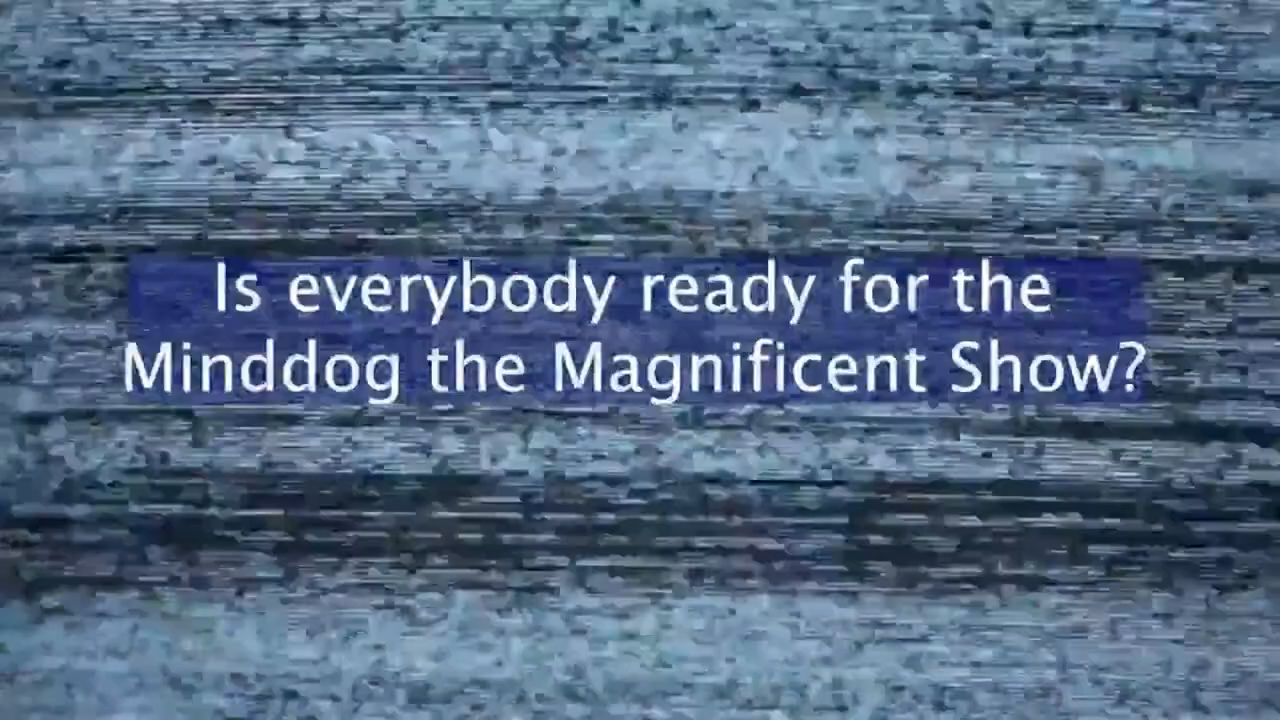 Is everybody ready for the
Minddog the Magnificent Show?